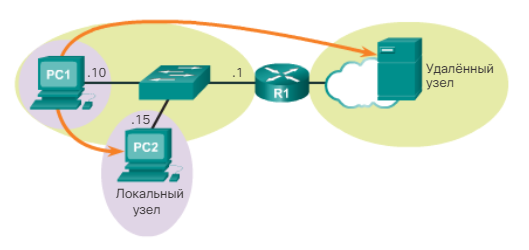 PC1
.10
.1
R1
Удалённый
узел
.15
PC2
Локальный
узел